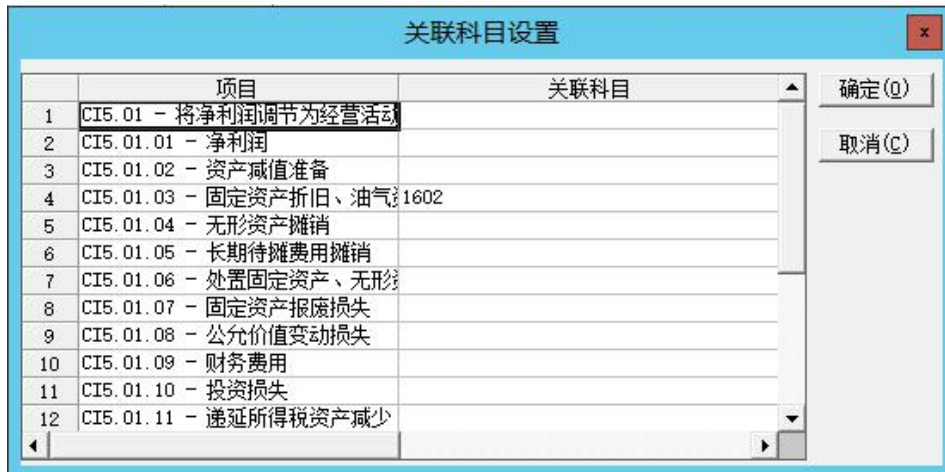 关联科目设置
x
项目 关联科目 确定(O)
1 CI5.01 - 将净利润调节为经营活动
2 CI5.01.01 - 净利润 取消(C)
3 CI5.01.02 - 资产减值准备
4 CI5.01.03 - 固定资产折旧、油气 1602
5 CI5.01.04 - 无形资产摊销
6 CI5.01.05 - 长期待摊费用摊销
7 CI5.01.06 - 处置固定资产、无形
8 CI5.01.07 - 固定资产报废损失
9 CI5.01.08 - 公允价值变动损失
10 CI5.01.09 - 财务费用
11 CI5.01.10 - 投资损失
12 CI5.01.11 - 递延所得税资产减少